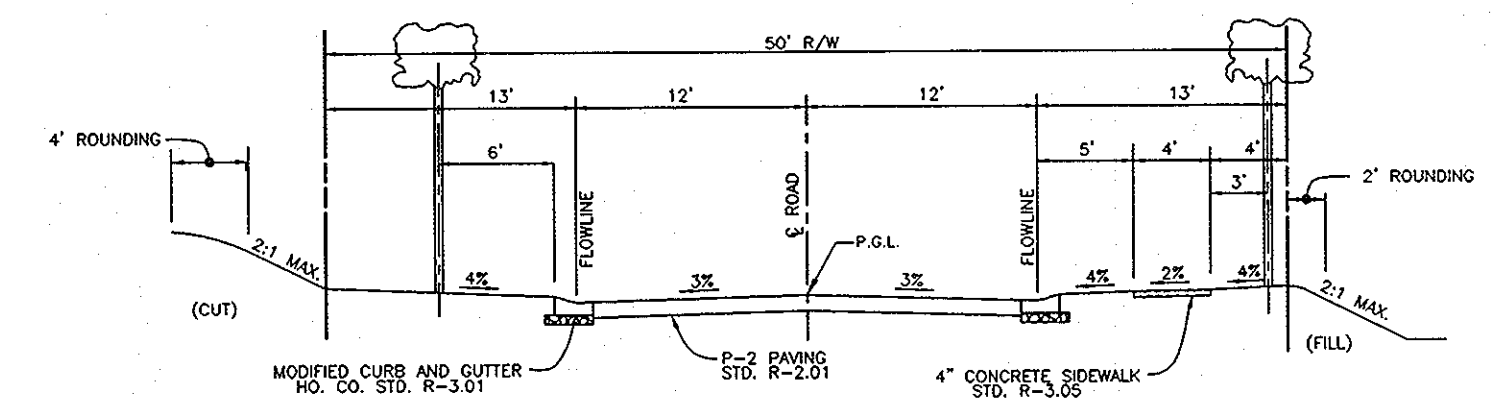 50' R/W
13'
12'
12'
13'
4' ROUNDING
6'
5'
4'
4'
3'
2' ROUNDING
FLOWLINE
℄ ROAD
FLOWLINE
P.G.L.
2:1 MAX.
4%
3%
3%
4%
2%
4%
2:1 MAX.
(CUT)
(FILL)
MODIFIED CURB AND GUTTER
HO. CO. STD. R-3.01
P-2 PAVING
STD. R-2.01
4" CONCRETE SIDEWALK
STD. R-3.05